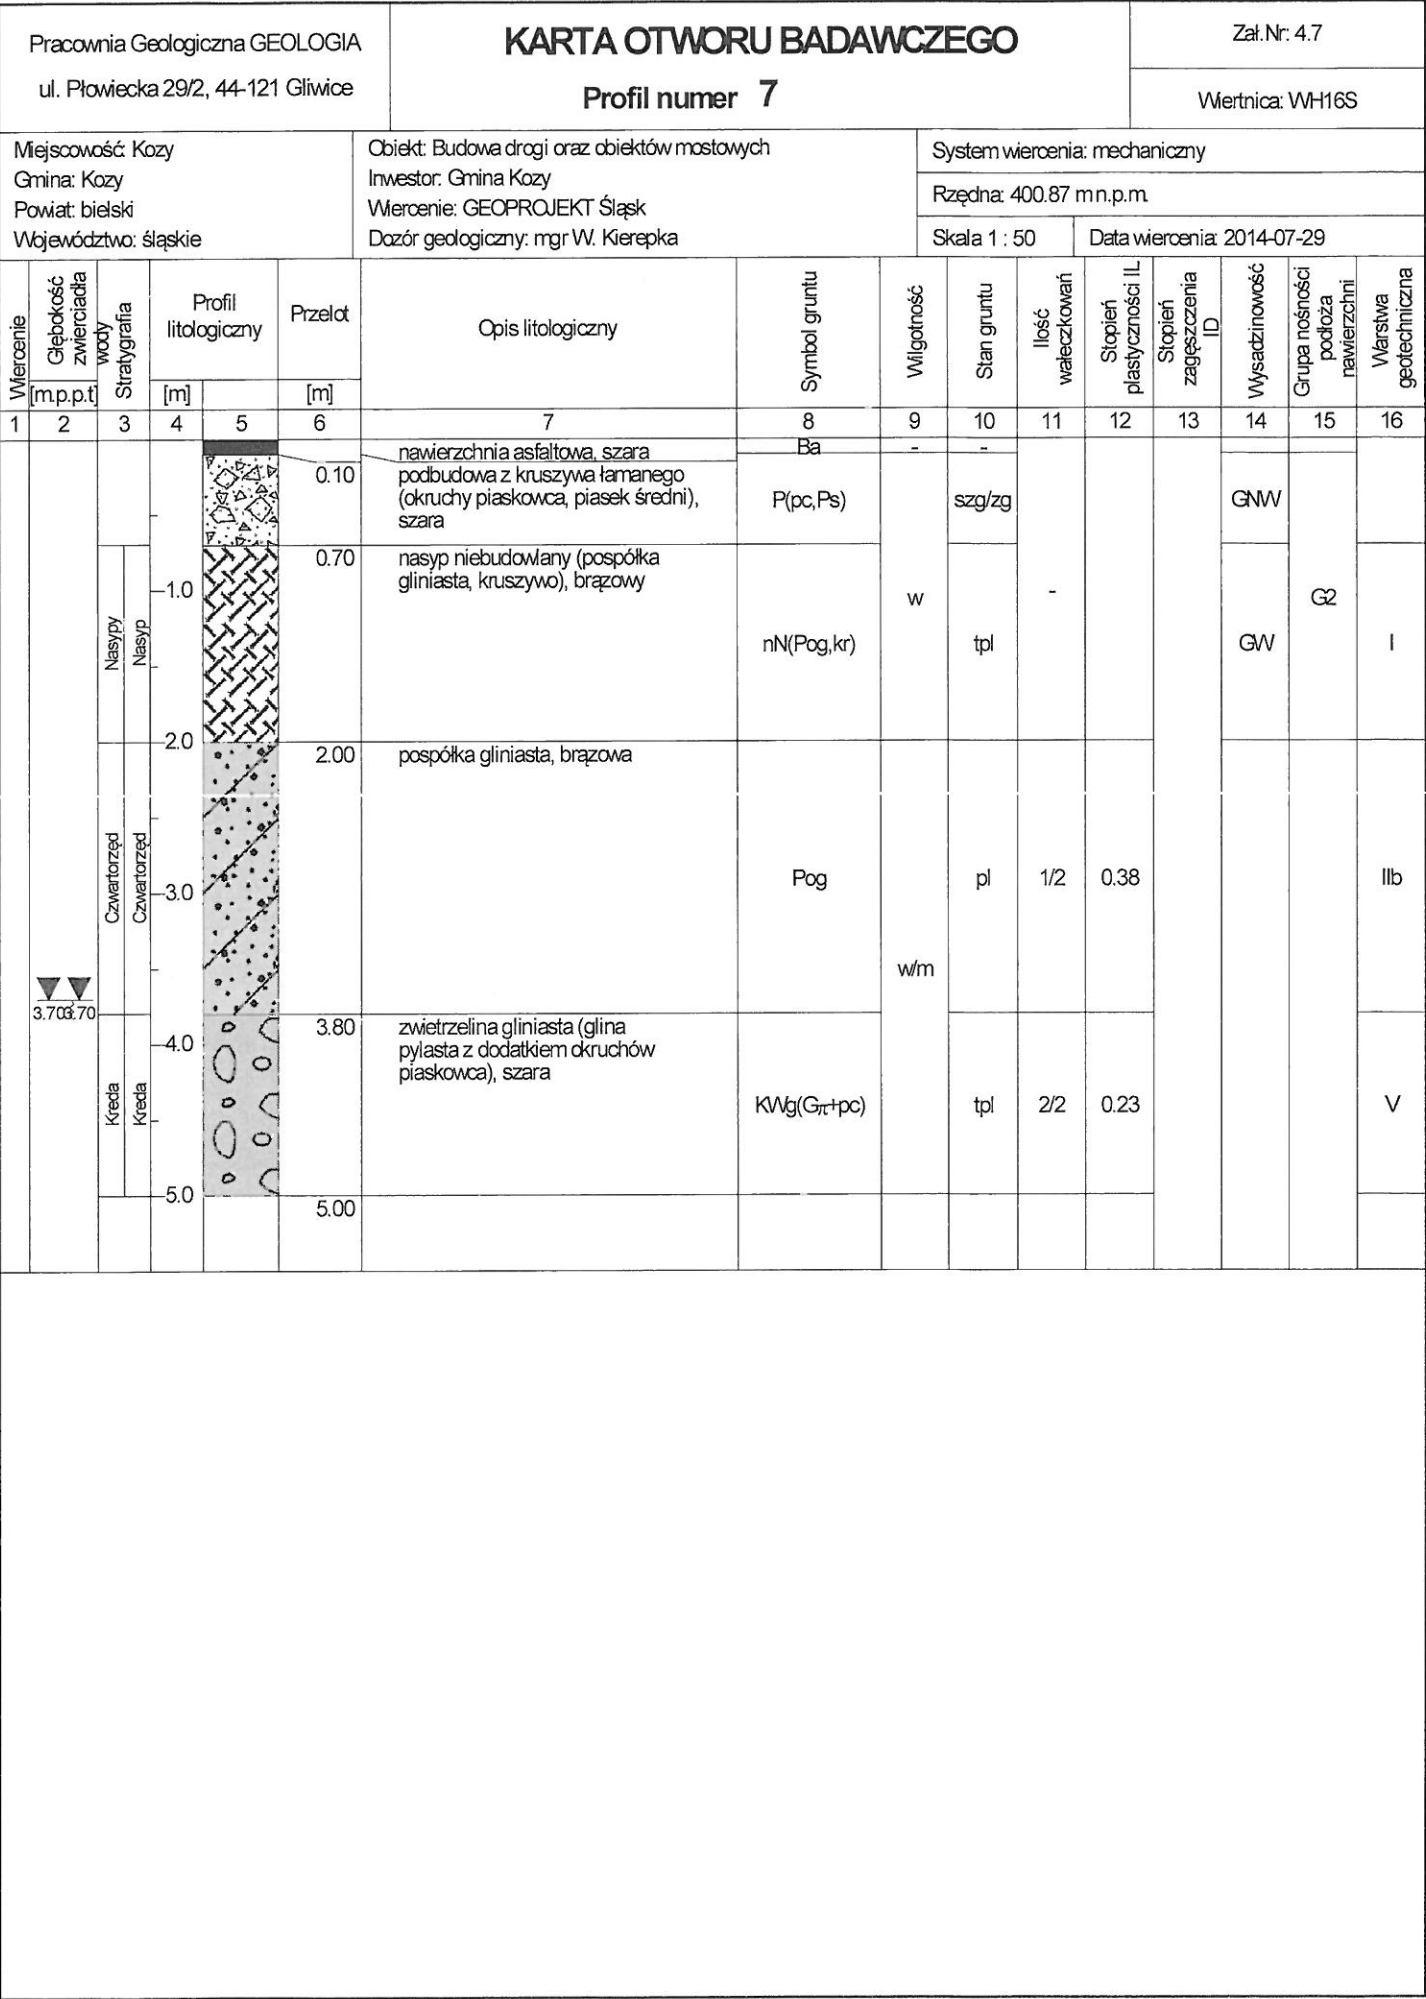 Pracownia Geologiczna GEOLOGIA
ul. Płowiecka 29/2, 44-121 Gliwice
KARTA OTWORU BADAWCZEGO
Profil numer 7
Zał.Nr: 4.7
Wiertnica: WH16S
Miejscowość: Kozy
Gmina: Kozy
Powiat: bielski
Województwo: śląskie
Obiekt: Budowa drogi oraz obiektów mostowych
Inwestor: Gmina Kozy
Wiercenie: GEOPROJEKT Śląsk
Dozór geologiczny: mgr W. Kierepka
System wiercenia: mechaniczny
Rzędna: 400.87 m n.p.m.
Skala 1 : 50
Data wiercenia: 2014-07-29
Wiercenie
Głębokość
zwierciadła
wody
[m.p.p.t]
Stratygrafia
Profil
litologiczny
[m]
Przelot
[m]
Opis litologiczny
Symbol gruntu
Wilgotność
Stan gruntu
Ilość
wałeczkowań
Stopień
plastyczności IL
Stopień
zagęszczenia
ID
Wysadzinowość
Grupa nośności
podłoża
nawierzchni
Warstwa
geotechniczna
1 2 3 4 5 6 7 8 9 10 11 12 13 14 15 16
nawierzchnia asfaltowa, szara
Ba - -
0.10
podbudowa z kruszywa łamanego
(okruchy piaskowca, piasek średni),
szara
P(pc,Ps) szg/zg GNW
0.70
nasyp niebudowlany (pospółka
gliniasta, kruszywo), brązowy
1.0
w - G2
Nasypy
Nasyp
nN(Pog,kr) tpl GW I
2.0
2.00
pospółka gliniasta, brązowa
Czwartorzęd
Czwartorzęd
3.0
Pog pl 1/2 0.38 IIb
w/m
3.70 3.70
3.80
zwietrzelina gliniasta (glina
pylasta z dodatkiem okruchów
piaskowca), szara
4.0
Kreda
Kreda
KWg(Gπ+pc) tpl 2/2 0.23 V
5.0
5.00